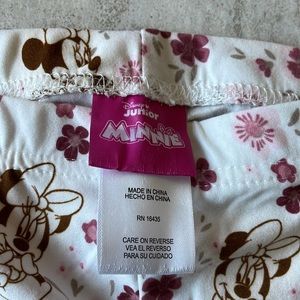 Disney
Junior
MINNIE
MADE IN CHINA
HECHO EN CHINA
RN 16435
CARE ON REVERSE
VEA EL REVERSO
PARA SU CUIDADO